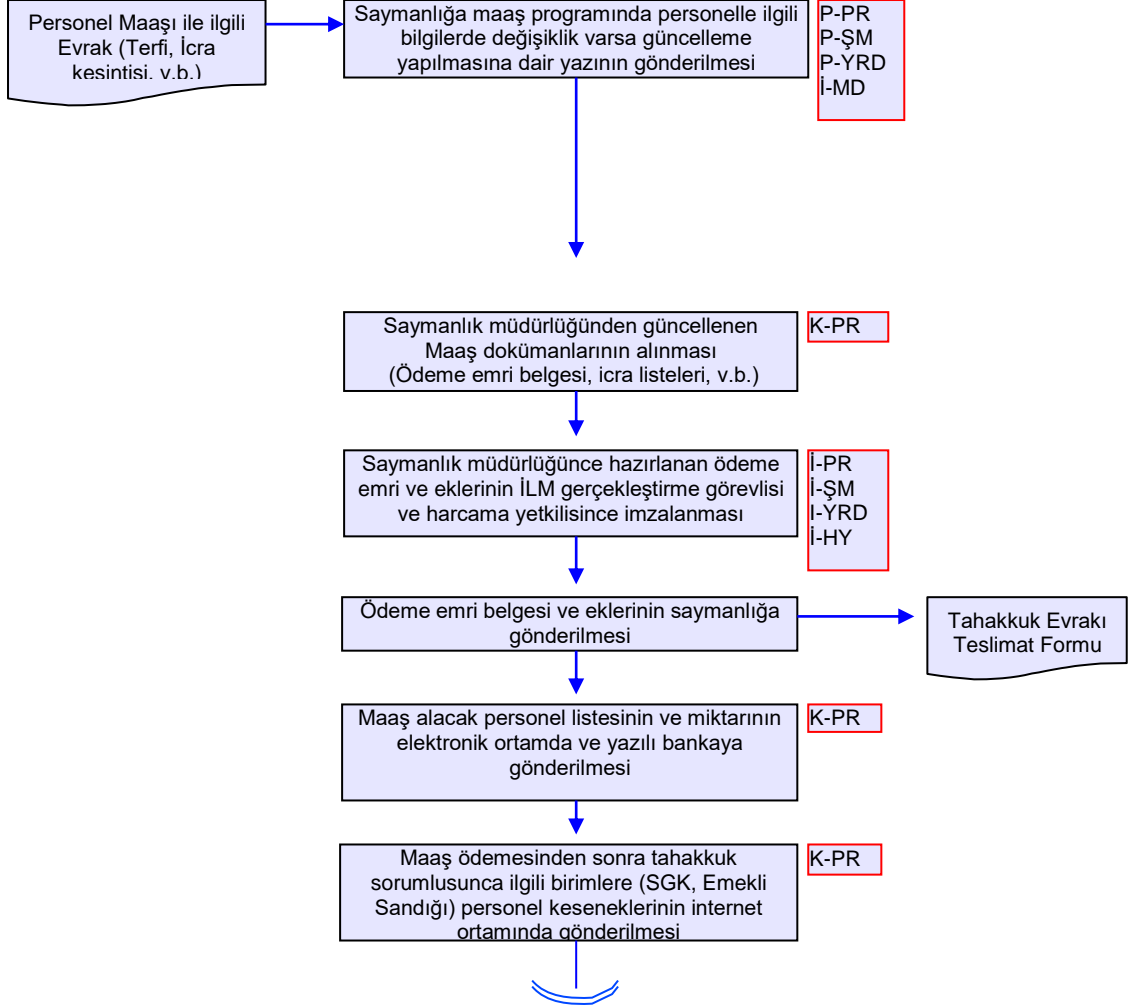 Personel Maaşı ile ilgili
Evrak (Terfi, İcra
kesintisi, v.b.)
Saymanlığa maaş programında personelle ilgili
bilgilerde değişiklik varsa güncelleme
yapılmasına dair yazının gönderilmesi
P-PR
P-ŞM
P-YRD
İ-MD
Saymanlık müdürlüğünden güncellenen
Maaş dokümanlarının alınması
(Ödeme emri belgesi, icra listeleri, v.b.)
K-PR
Saymanlık müdürlüğünce hazırlanan ödeme
emri ve eklerinin İLM gerçekleştirme görevlisi
ve harcama yetkilisince imzalanması
İ-PR
İ-ŞM
I-YRD
İ-HY
Ödeme emri belgesi ve eklerinin saymanlığa
gönderilmesi
Tahakkuk Evrakı
Teslimat Formu
Maaş alacak personel listesinin ve miktarının
elektronik ortamda ve yazılı bankaya
gönderilmesi
K-PR
Maaş ödemesinden sonra tahakkuk
sorumlusunca ilgili birimlere (SGK, Emekli
Sandığı) personel keseneklerinin internet
ortamında gönderilmesi
K-PR